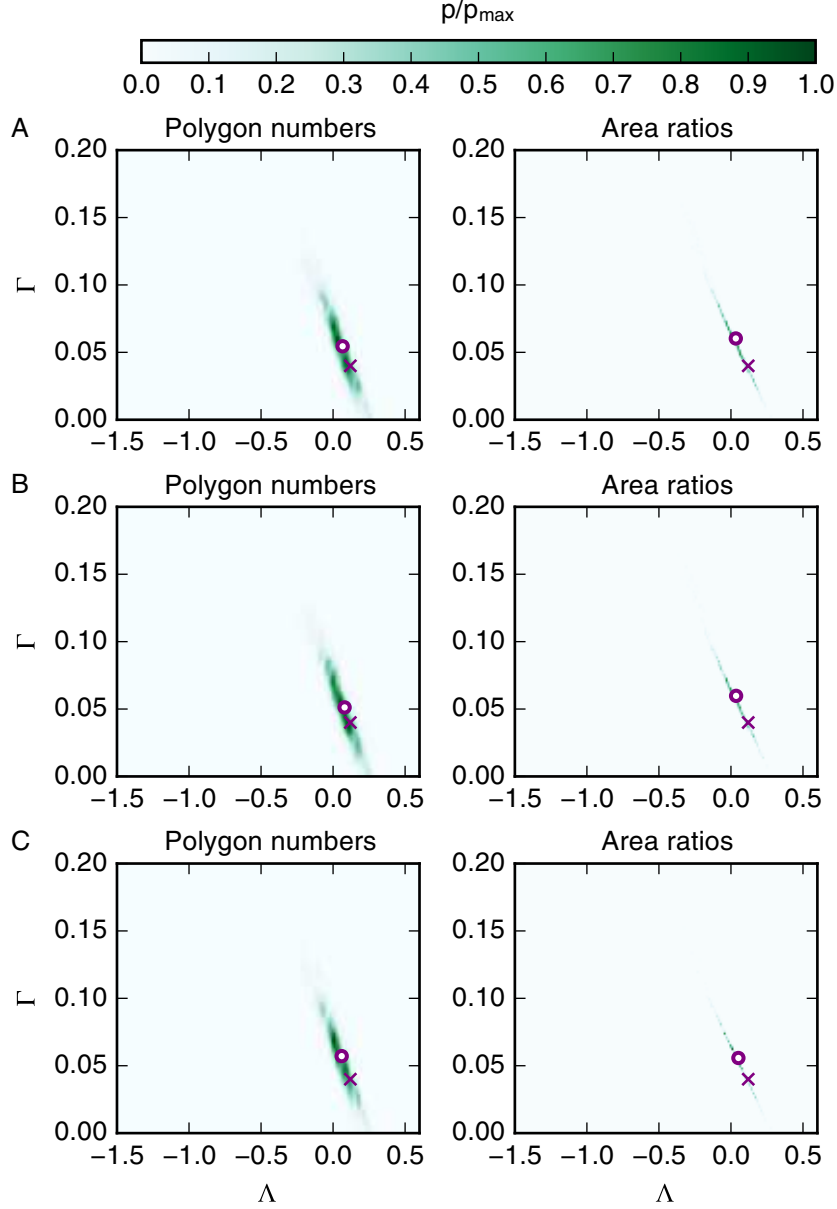 p/pmax
0.0 0.1 0.2 0.3 0.4 0.5 0.6 0.7 0.8 0.9 1.0
A Polygon numbers Area ratios
0.20 0.20
0.15 0.15
Γ 0.10 0.10
0.05 0.05
0.00 0.00
−1.5 −1.0 −0.5 0.0 0.5 −1.5 −1.0 −0.5 0.0 0.5
B Polygon numbers Area ratios
0.20 0.20
0.15 0.15
Γ 0.10 0.10
0.05 0.05
0.00 0.00
−1.5 −1.0 −0.5 0.0 0.5 −1.5 −1.0 −0.5 0.0 0.5
C Polygon numbers Area ratios
0.20 0.20
0.15 0.15
Γ 0.10 0.10
0.05 0.05
0.00 0.00
−1.5 −1.0 −0.5 0.0 0.5 −1.5 −1.0 −0.5 0.0 0.5
Λ Λ